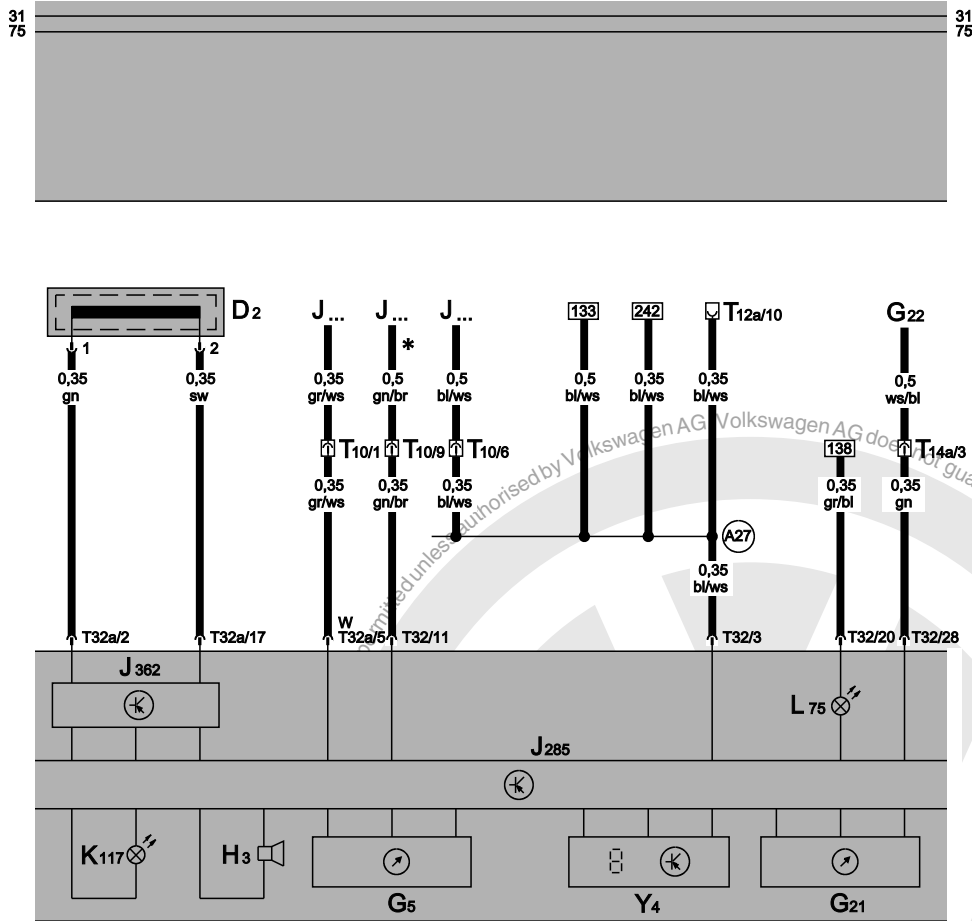 31 31
75 75
D2 J... J... J... 133 242 T12a/10 G22
*
1 2
0,35 0,35 0,35 0,5 0,5 0,5 0,35 0,35 0,5
gn sw gr/ws gn/br bl/ws bl/ws bl/ws bl/ws ws/bl
T10/1 T10/9 T10/6 138 T14a/3
0,35 0,35 0,35 0,35 0,35
gr/ws gn/br bl/ws gr/bl gn
A27
0,35
bl/ws
W
T32a/2 T32a/17 T32a/5 T32/11 T32/3 T32/20 T32/28
J362
L75
J285
K117 H3
G5 Y4 G21
ermitted unless authorised by Volkswagen AG. Volkswagen AG does not gua